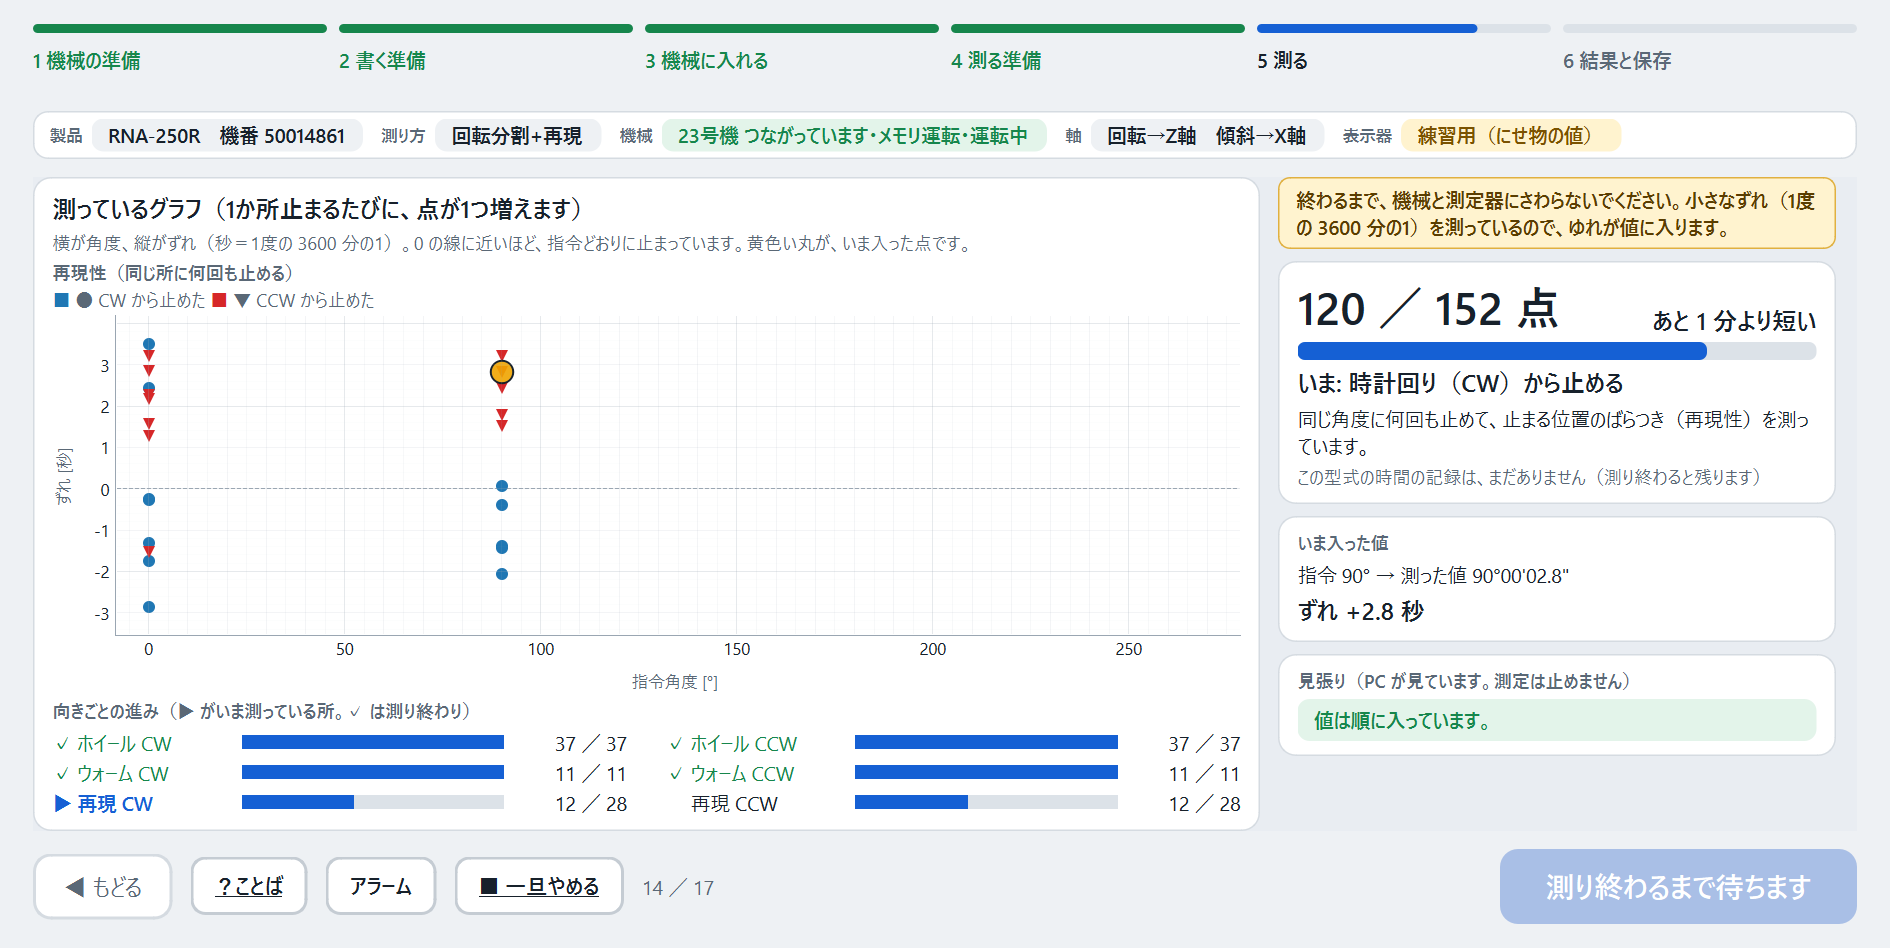 1 機械の準備
2 書く準備
3 機械に入れる
4 測る準備
5 測る
6 結果と保存
製品 RNA-250R 機番 50014861 測り方 回転分割+再現 機械 23号機 つながっています・メモリ運転・運転中 軸 回転→Z軸 傾斜→X軸 表示器 練習用（にせ物の値）
測っているグラフ（1か所止まるたびに、点が1つ増えます）
横が角度、縦がずれ（秒＝1度の 3600 分の1）。0 の線に近いほど、指令どおりに止まっています。黄色い丸が、いま入った点です。
再現性（同じ所に何回も止める）
■ ● CW から止めた ■ ▼ CCW から止めた
ずれ [秒]
3
2
1
0
-1
-2
-3
0 50 100 150 200 250
指令角度 [°]
向きごとの進み（▶ がいま測っている所。✓ は測り終わり）
✓ ホイール CW 37 ／ 37 ✓ ホイール CCW 37 ／ 37
✓ ウォーム CW 11 ／ 11 ✓ ウォーム CCW 11 ／ 11
▶ 再現 CW 12 ／ 28 再現 CCW 12 ／ 28
終わるまで、機械と測定器にさわらないでください。小さなずれ（1度
の 3600 分の1）を測っているので、ゆれが値に入ります。
120 ／ 152 点 あと 1 分より短い
いま: 時計回り（CW）から止める
同じ角度に何回も止めて、止まる位置のばらつき（再現性）を測っ
ています。
この型式の時間の記録は、まだありません（測り終わると残ります）
いま入った値
指令 90° → 測った値 90°00'02.8"
ずれ +2.8 秒
見張り（PC が見ています。測定は止めません）
値は順に入っています。
◀ もどる ？ことば アラーム ■ 一旦やめる 14 ／ 17 測り終わるまで待ちます